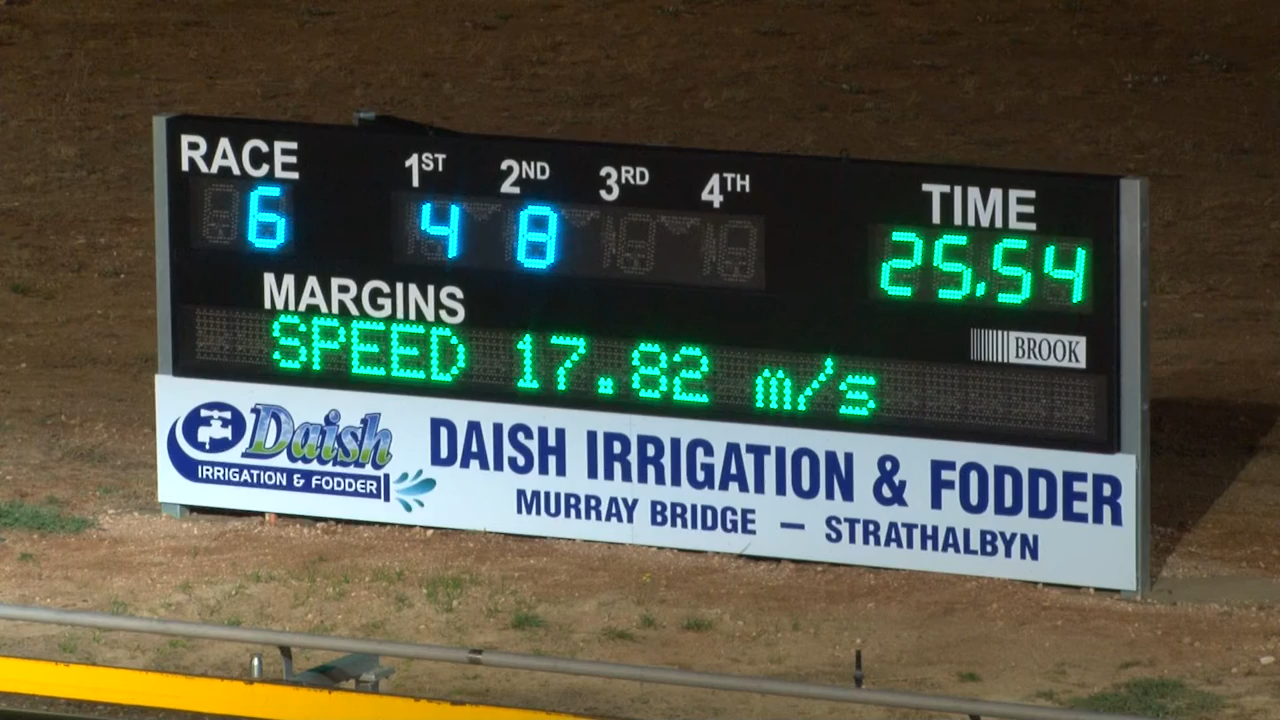 RACE 1ST 2ND 3RD 4TH TIME
6 4 8 25.54
MARGINS
SPEED 17.82 m/s
BROOK
Daish
IRRIGATION & FODDER
DAISH IRRIGATION & FODDER
MURRAY BRIDGE – STRATHALBYN